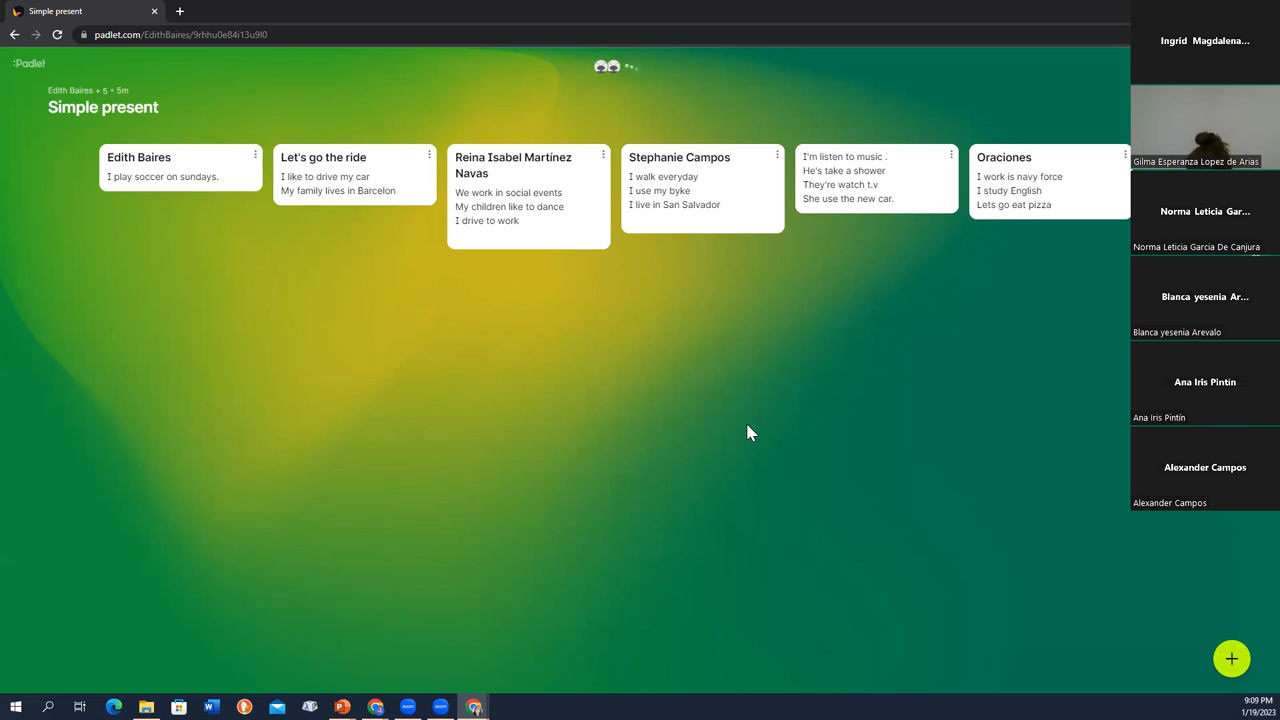 Simple present
padlet.com/EdithBaires/9rhhu0e84i13u9l0
:Padlet
Edith Baires + 5 • 5m
Simple present
Edith Baires
I play soccer on sundays.
Let's go the ride
I like to drive my car
My family lives in Barcelon
Reina Isabel Martínez
Navas
We work in social events
My children like to dance
I drive to work
Stephanie Campos
I walk everyday
I use my byke
I live in San Salvador
I'm listen to music .
He's take a shower
They're watch t.v
She use the new car.
Oraciones
I work is navy force
I study English
Lets go eat pizza
Ingrid Magdalena...
Gilma Esperanza Lopez de Arias
Norma Leticia Gar...
Norma Leticia Garcia De Canjura
Blanca yesenia Ar...
Blanca yesenia Arevalo
Ana Iris Pintin
Ana Iris Pintín
Alexander Campos
Alexander Campos
zoom
zoom
9:09 PM
1/19/2023